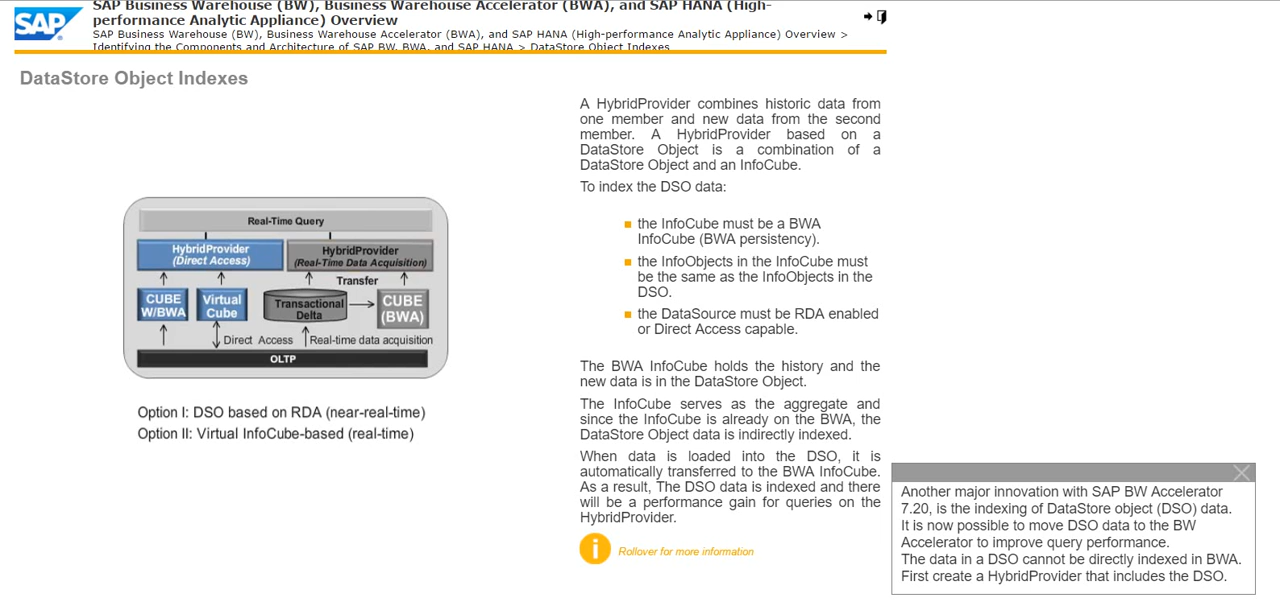 SAP
SAP Business Warehouse (BW), Business Warehouse Accelerator (BWA), and SAP HANA (High-
performance Analytic Appliance) Overview
SAP Business Warehouse (BW), Business Warehouse Accelerator (BWA), and SAP HANA (High-performance Analytic Appliance) Overview >
Identifying the Components and Architecture of SAP BW, BWA, and SAP HANA > DataStore Object Indexes
DataStore Object Indexes
Real-Time Query
HybridProvider
(Direct Access)
HybridProvider
(Real-Time Data Acquisition)
Transfer
CUBE
W/BWA
Virtual
Cube
Transactional
Delta
CUBE
(BWA)
Direct Access
Real-time data acquisition
OLTP
Option I: DSO based on RDA (near-real-time)
Option II: Virtual InfoCube-based (real-time)
A HybridProvider combines historic data from
one member and new data from the second
member. A HybridProvider based on a
DataStore Object is a combination of a
DataStore Object and an InfoCube.
To index the DSO data:
the InfoCube must be a BWA
InfoCube (BWA persistency).
the InfoObjects in the InfoCube must
be the same as the InfoObjects in the
DSO.
the DataSource must be RDA enabled
or Direct Access capable.
The BWA InfoCube holds the history and the
new data is in the DataStore Object.
The InfoCube serves as the aggregate and
since the InfoCube is already on the BWA, the
DataStore Object data is indirectly indexed.
When data is loaded into the DSO, it is
automatically transferred to the BWA InfoCube.
As a result, The DSO data is indexed and there
will be a performance gain for queries on the
HybridProvider.
i
Rollover for more information
Another major innovation with SAP BW Accelerator
7.20, is the indexing of DataStore object (DSO) data.
It is now possible to move DSO data to the BW
Accelerator to improve query performance.
The data in a DSO cannot be directly indexed in BWA.
First create a HybridProvider that includes the DSO.